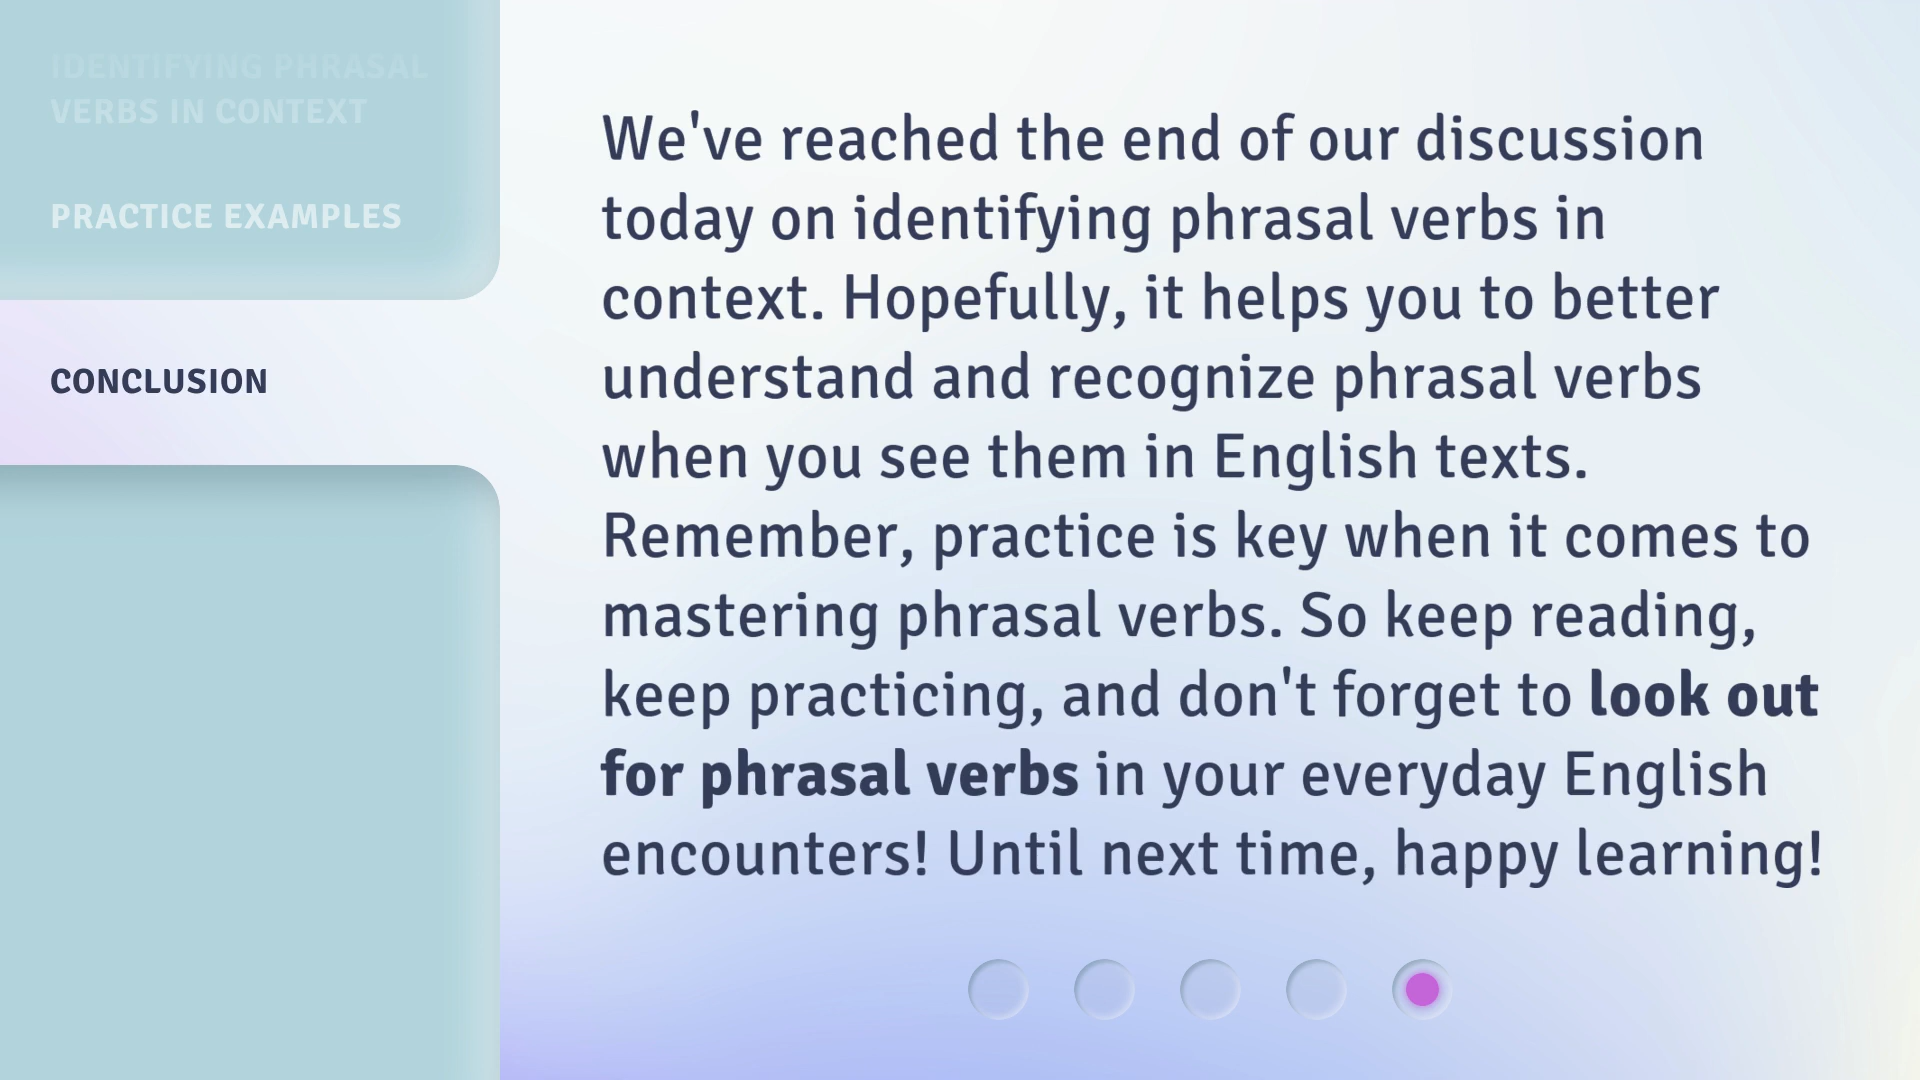 IDENTIFYING PHRASAL
VERBS IN CONTEXT
PRACTICE EXAMPLES
CONCLUSION
We've reached the end of our discussion
today on identifying phrasal verbs in
context. Hopefully, it helps you to better
understand and recognize phrasal verbs
when you see them in English texts.
Remember, practice is key when it comes to
mastering phrasal verbs. So keep reading,
keep practicing, and don't forget to look out
for phrasal verbs in your everyday English
encounters! Until next time, happy learning!